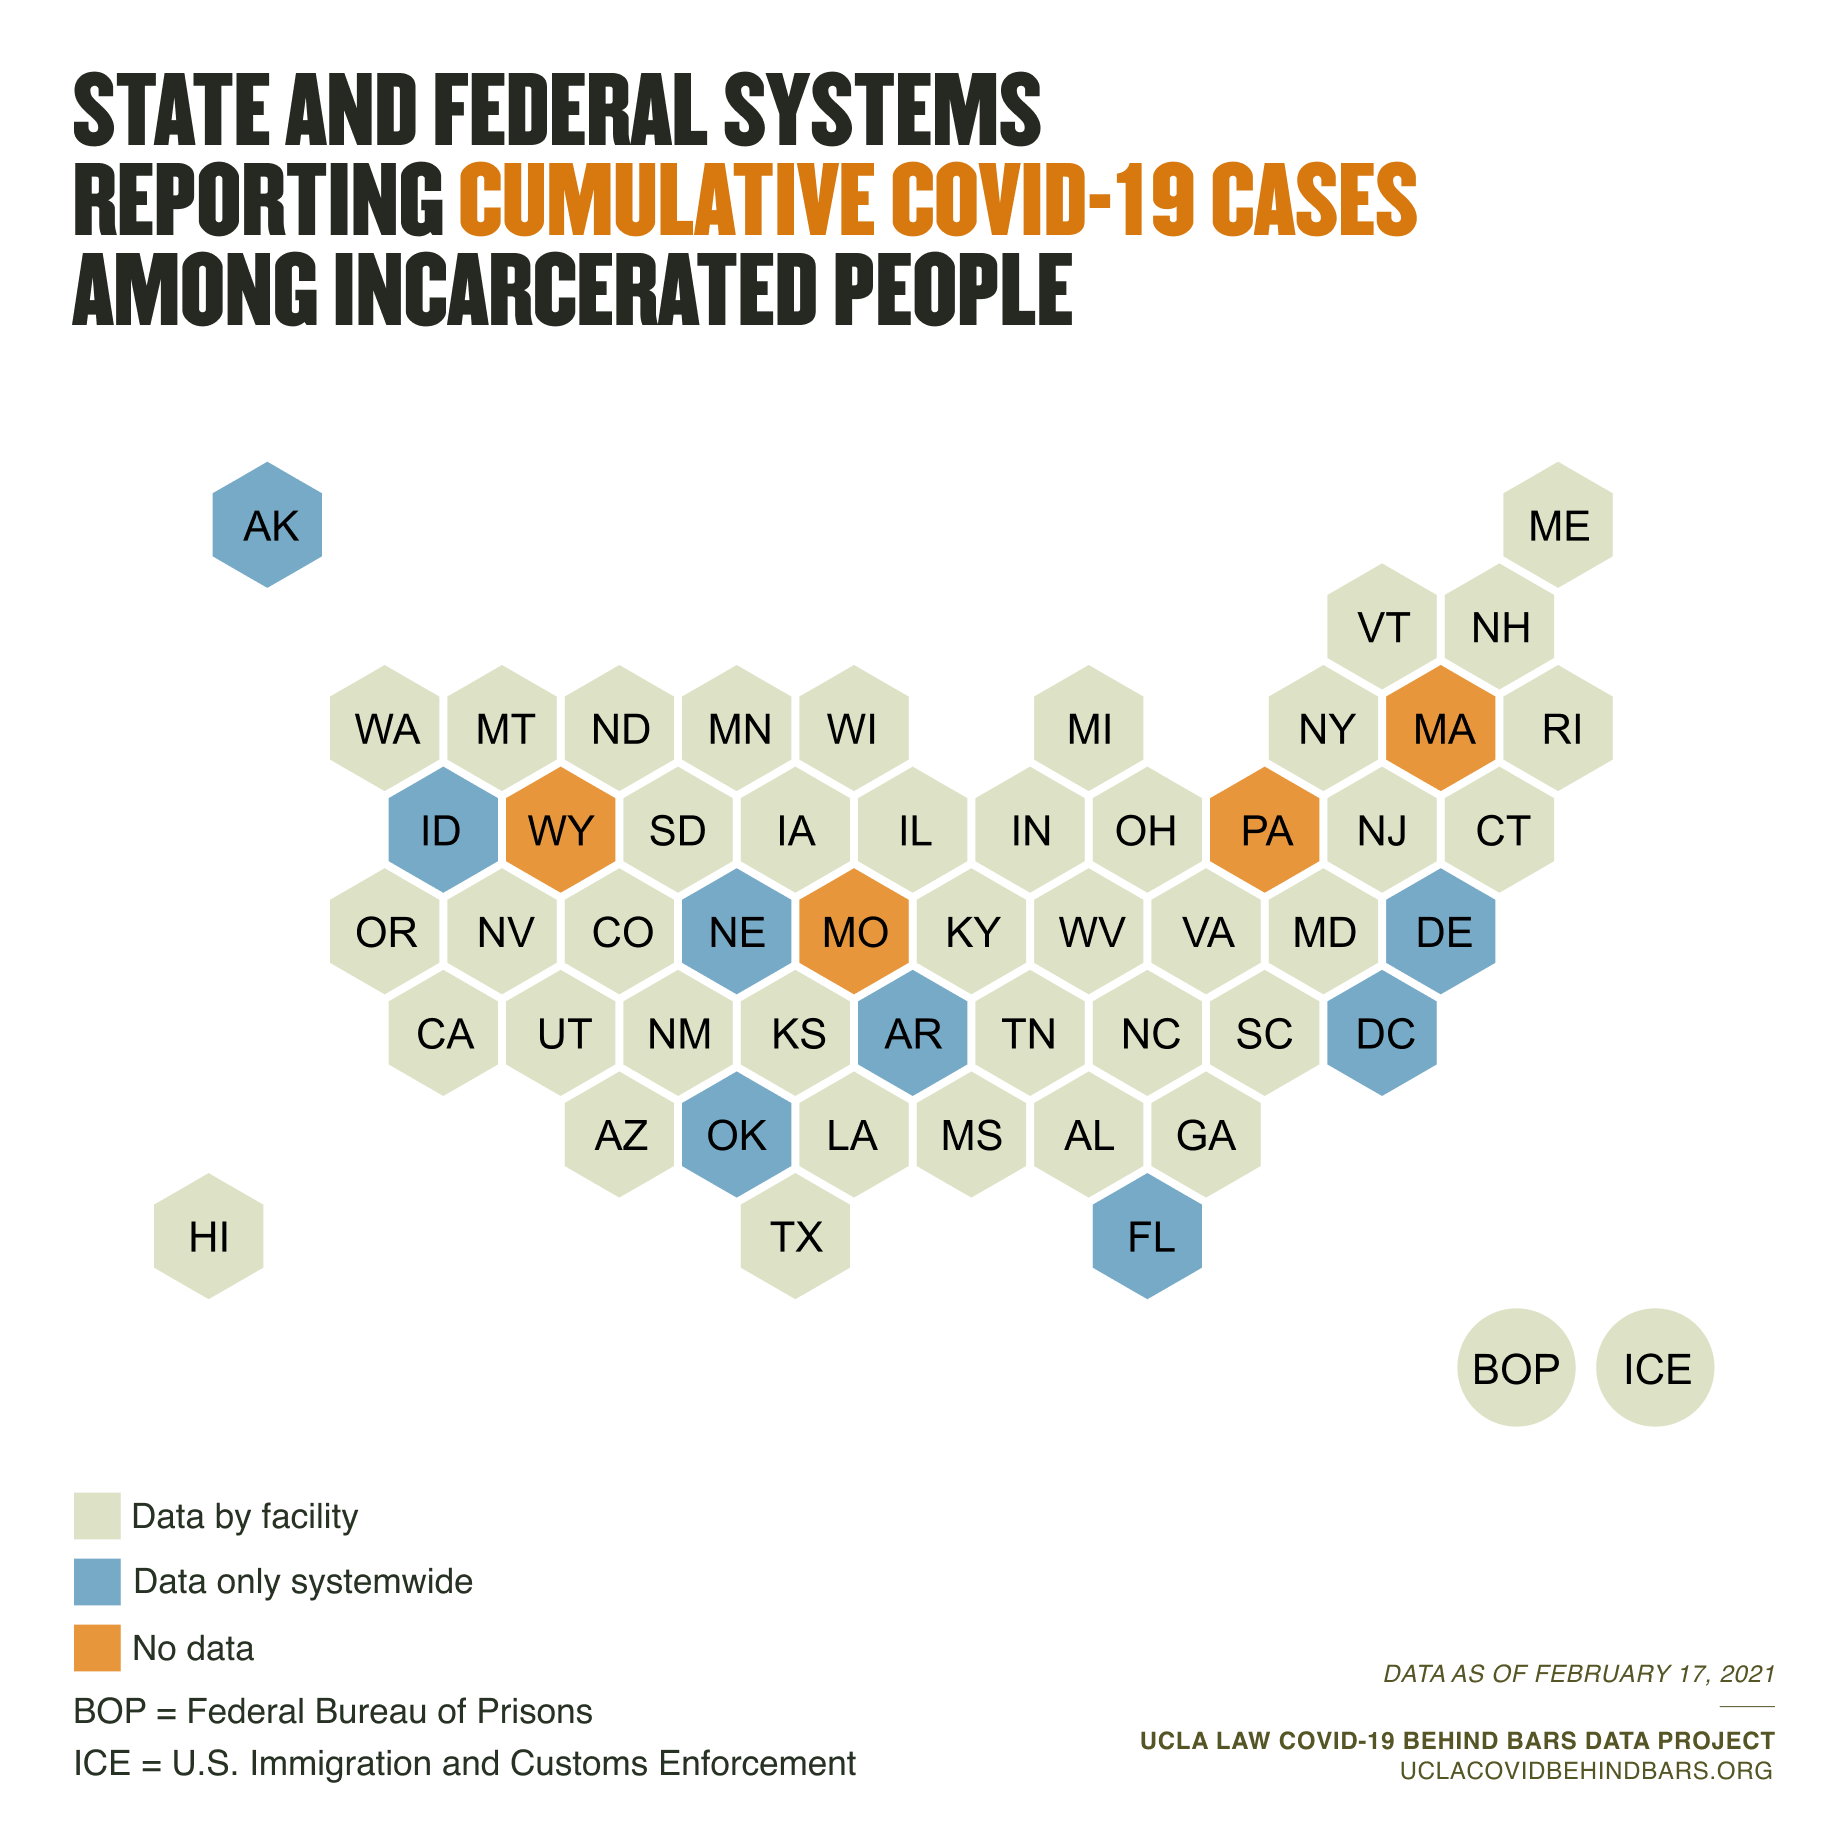 STATE AND FEDERAL SYSTEMS
REPORTING CUMULATIVE COVID-19 CASES
AMONG INCARCERATED PEOPLE
AK ME
VT NH
WA MT ND MN WI MI NY MA RI
ID WY SD IA IL IN OH PA NJ CT
OR NV CO NE MO KY WV VA MD DE
CA UT NM KS AR TN NC SC DC
AZ OK LA MS AL GA
HI TX FL
BOP ICE
Data by facility
Data only systemwide
No data
BOP = Federal Bureau of Prisons
ICE = U.S. Immigration and Customs Enforcement
DATA AS OF FEBRUARY 17, 2021
UCLA LAW COVID-19 BEHIND BARS DATA PROJECT
UCLACOVIDBEHINDBARS.ORG